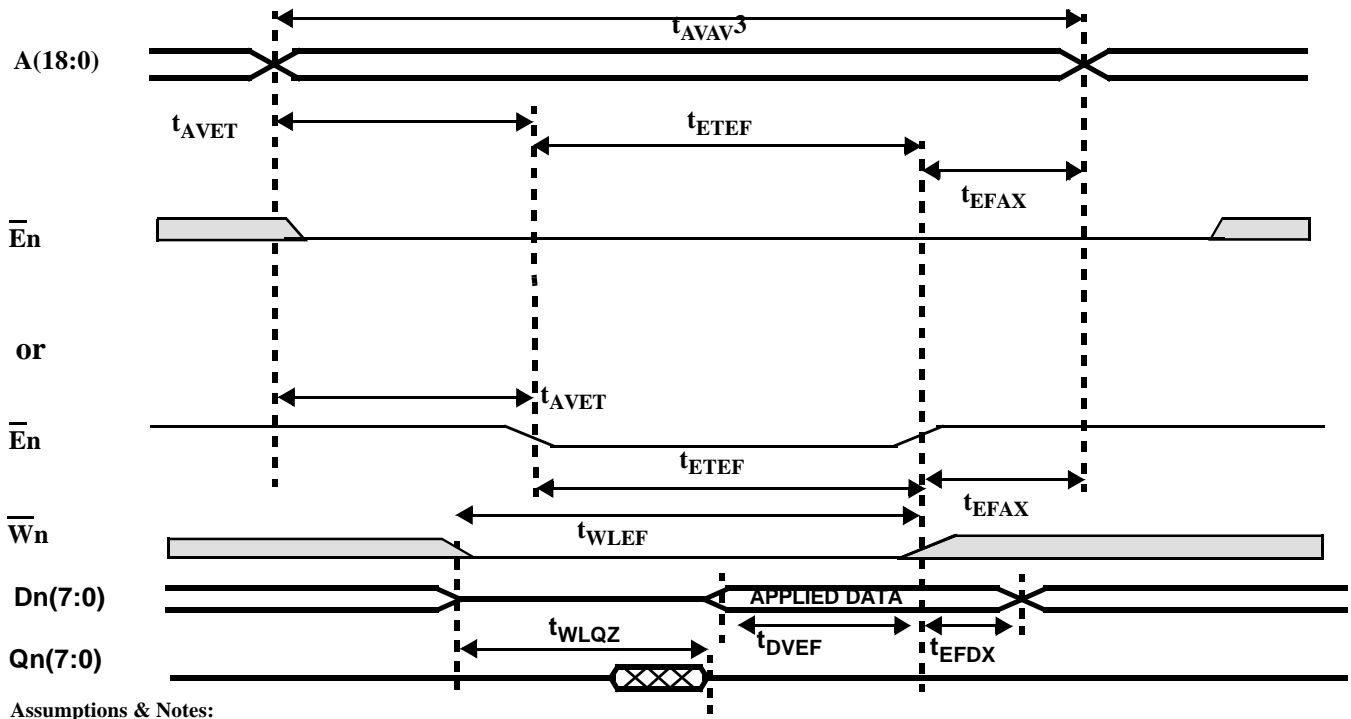 tAVAV3
A(18:0)
tAVET
tETEF
tEFAX
En
or
tAVET
En
tETEF
tEFAX
Wn
tWLEF
Dn(7:0)
APPLIED DATA
tWLQZ
tDVEF
tEFDX
Qn(7:0)
Assumptions & Notes: